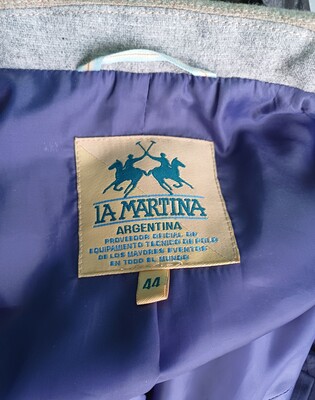 LA MARTINA
ARGENTINA
PROVEEDOR OFICIAL DE
EQUIPAMIENTO TECNICO DE POLO
DE LOS MAYORES EVENTOS
EN TODO EL MUNDO
44